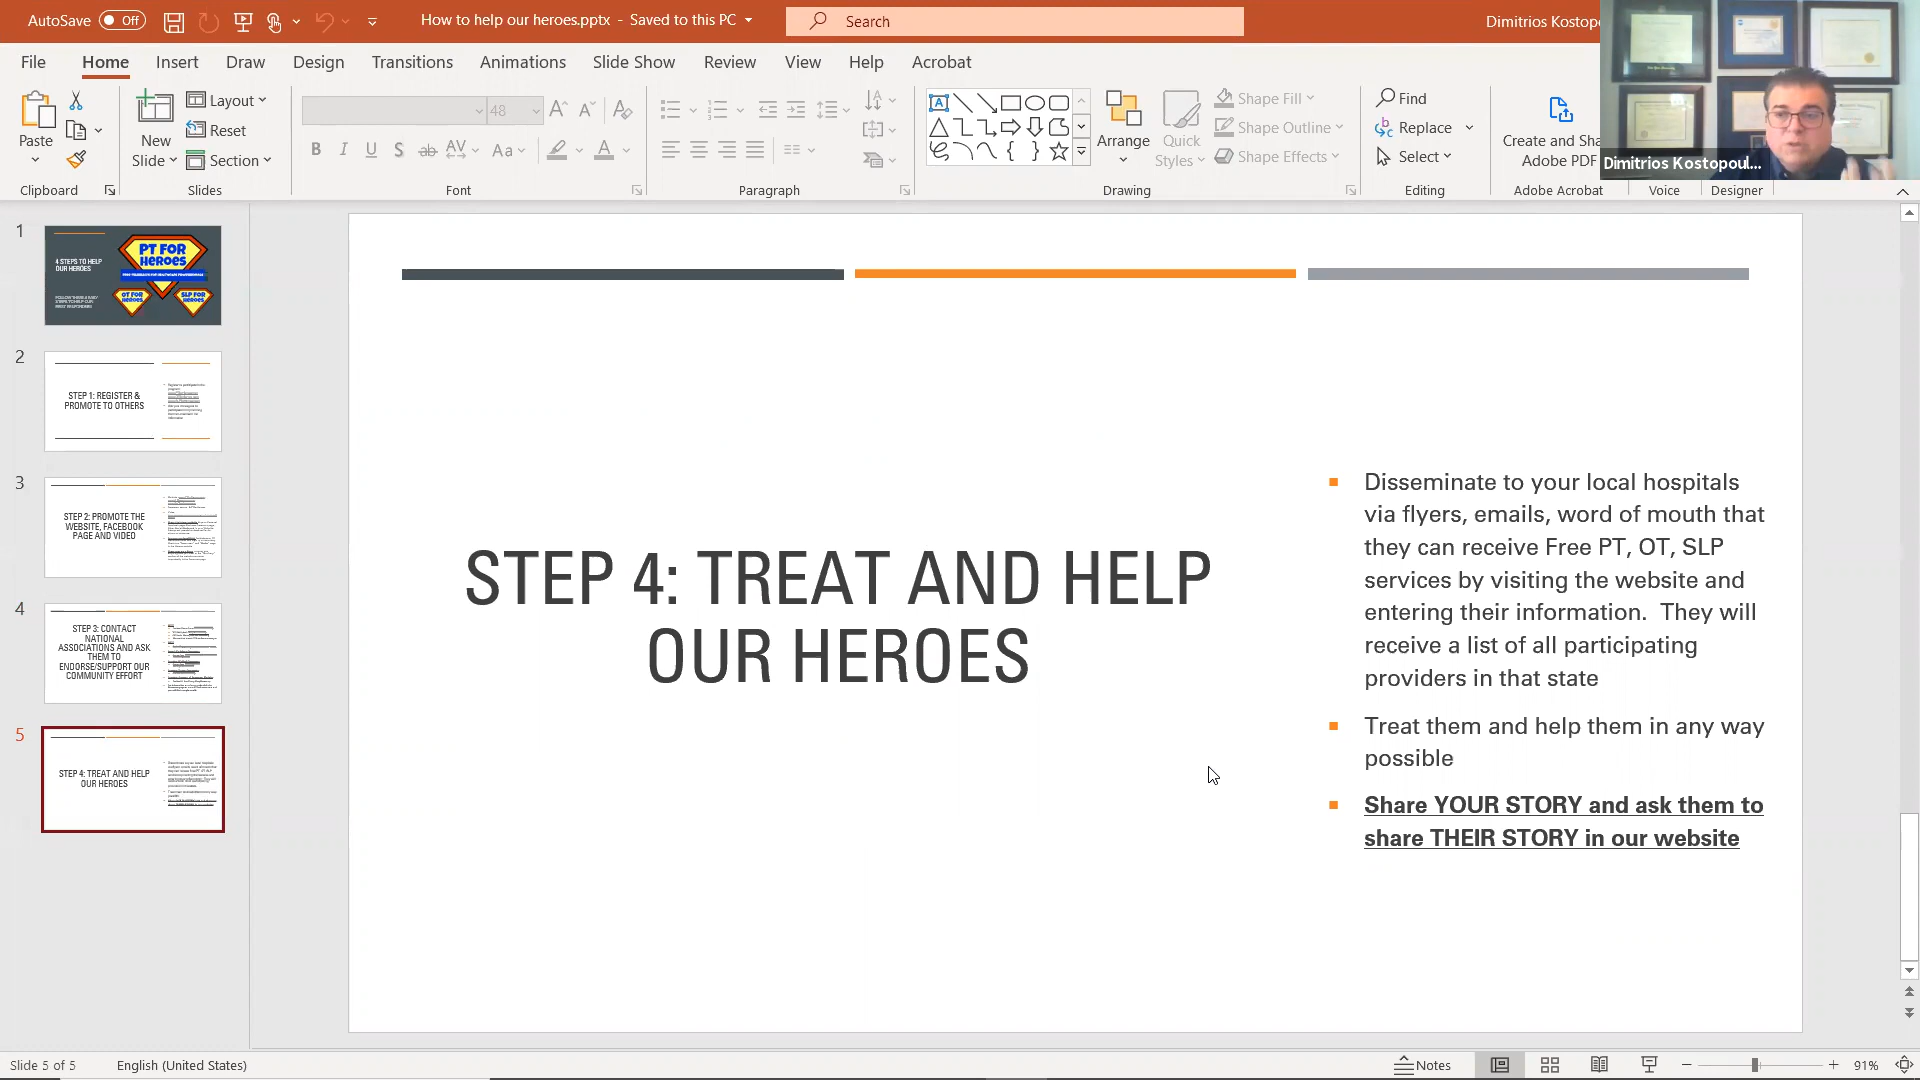 AutoSave Off
How to help our heroes.pptx - Saved to this PC
Search
Dimitrios Kostopo
File Home Insert Draw Design Transitions Animations Slide Show Review View Help Acrobat
Paste
New Slide
Layout
Reset
Section
48
Aa
Arrange
Quick Styles
Shape Fill
Shape Outline
Shape Effects
Find
Replace
Select
Create and Sha
Adobe PDF
Dimitrios Kostopoul...
Clipboard Slides Font Paragraph Drawing Editing Adobe Acrobat Voice Designer
1
4 STEPS TO HELP
OUR HEROES
PT FOR
HEROES
OT FOR
HEROES
SLP FOR
HEROES
2
STEP 1: REGISTER &
PROMOTE TO OTHERS
3
STEP 2: PROMOTE THE
WEBSITE, FACEBOOK
PAGE AND VIDEO
4
STEP 3: CONTACT
NATIONAL
ASSOCIATIONS AND ASK
THEM TO
ENDORSE/SUPPORT OUR
COMMUNITY EFFORT
5
STEP 4: TREAT AND HELP
OUR HEROES
STEP 4: TREAT AND HELP
OUR HEROES
Disseminate to your local hospitals
via flyers, emails, word of mouth that
they can receive Free PT, OT, SLP
services by visiting the website and
entering their information.  They will
receive a list of all participating
providers in that state
Treat them and help them in any way
possible
Share YOUR STORY and ask them to
share THEIR STORY in our website
Slide 5 of 5
English (United States)
Notes
91%